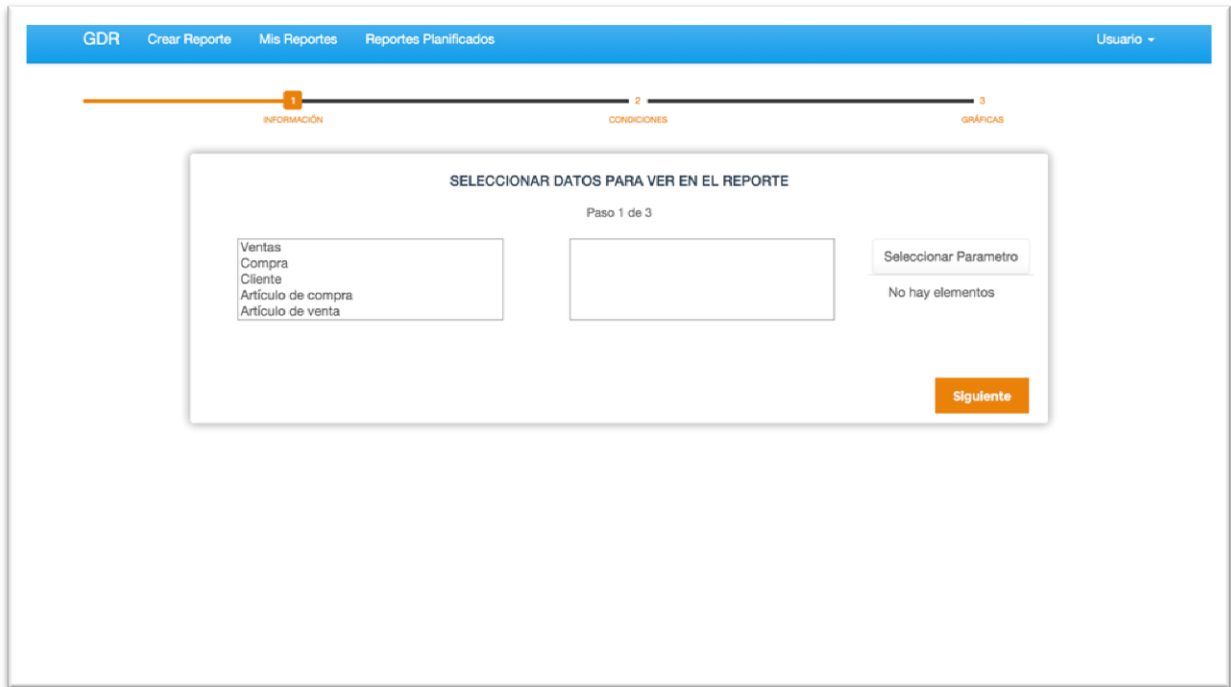 GDR Crear Reporte Mis Reportes Reportes Planificados Usuario
1 2 3
INFORMACIÓN CONDICIONES GRÁFICAS
SELECCIONAR DATOS PARA VER EN EL REPORTE
Paso 1 de 3
Ventas
Compra
Cliente
Artículo de compra
Artículo de venta
Seleccionar Parametro
No hay elementos
Siguiente